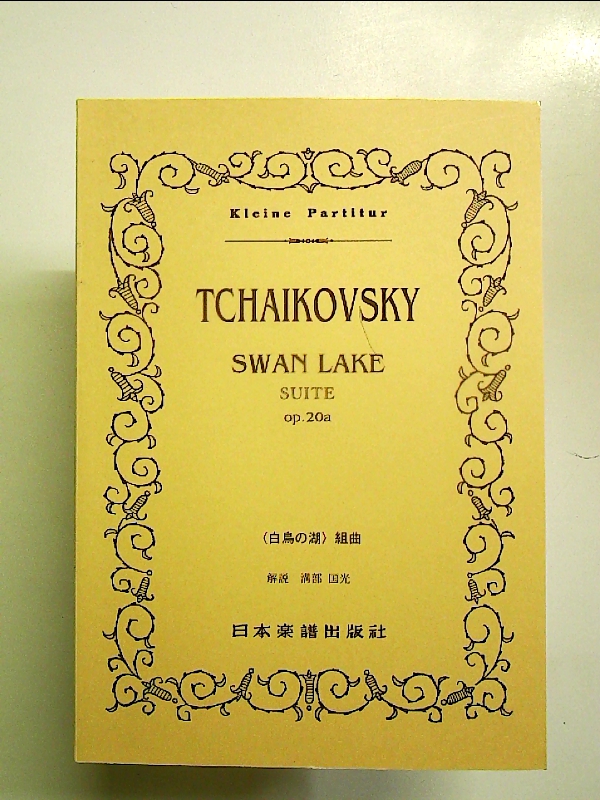 Kleine Partitur
TCHAIKOVSKY
SWAN LAKE
SUITE
op.20a
〈白鳥の湖〉組曲
解説 溝部 国光
日本楽譜出版社